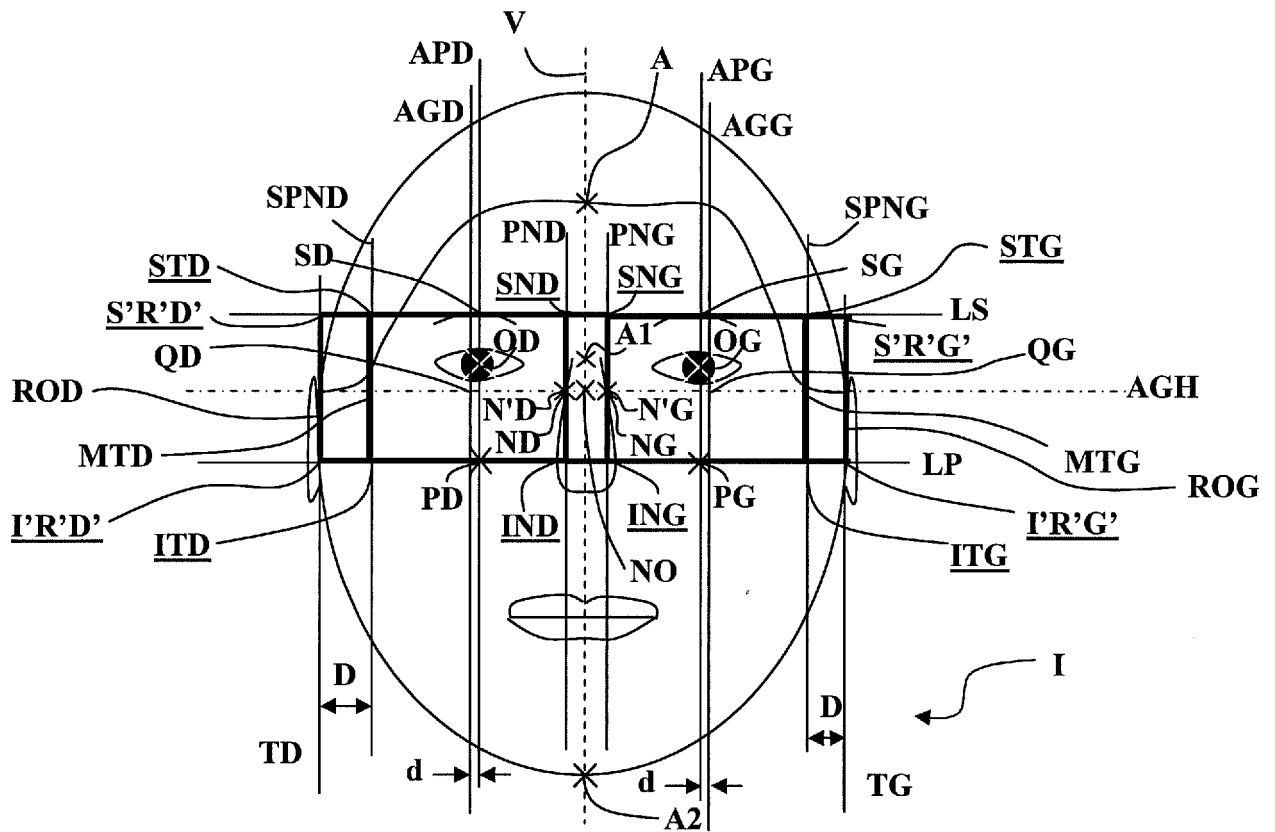 V
APD
A
APG
AGD
AGG
SPND
SPNG
PND PNG
SD
SG
STD
STG
SND SNG
S'R'D'
LS
A1
OD
OG
S'R'G'
QD
QG
ROD
AGH
N'D
N'G
ND
NG
MTD
LP
MTG
ROG
PD
PG
I'R'D'
IND
ING
I'R'G'
ITD
ITG
NO
I
D
D
TD
d
d
TG
A2